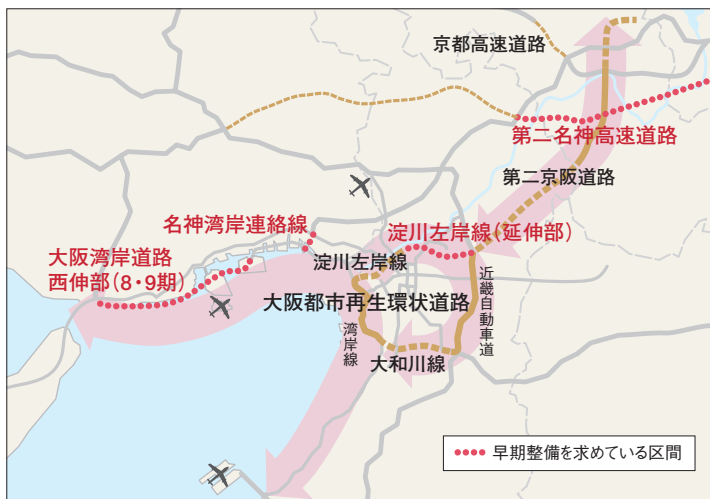 京都高速道路
第二名神高速道路
第二京阪道路
名神湾岸連絡線
淀川左岸線(延伸部)
大阪湾岸道路
西伸部(8・9期)
淀川左岸線
大阪都市再生環状道路
近畿自動車道
湾岸線
大和川線
早期整備を求めている区間